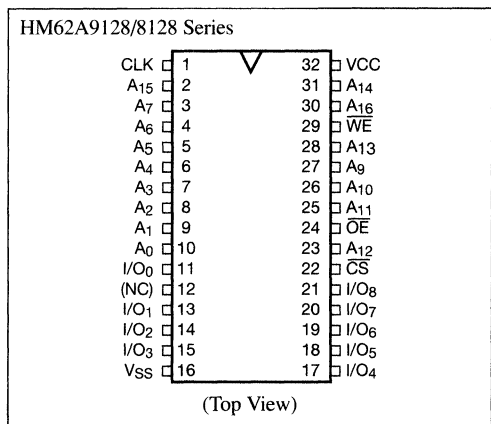 HM62A9128/8128 Series
CLK 1 32 VCC
A15 2 31 A14
A7 3 30 A16
A6 4 29 W̅E̅
A5 5 28 A13
A4 6 27 A9
A3 7 26 A10
A2 8 25 A11
A1 9 24 O̅E̅
A0 10 23 A12
I/O0 11 22 C̅S̅
(NC) 12 21 I/O8
I/O1 13 20 I/O7
I/O2 14 19 I/O6
I/O3 15 18 I/O5
VSS 16 17 I/O4
(Top View)